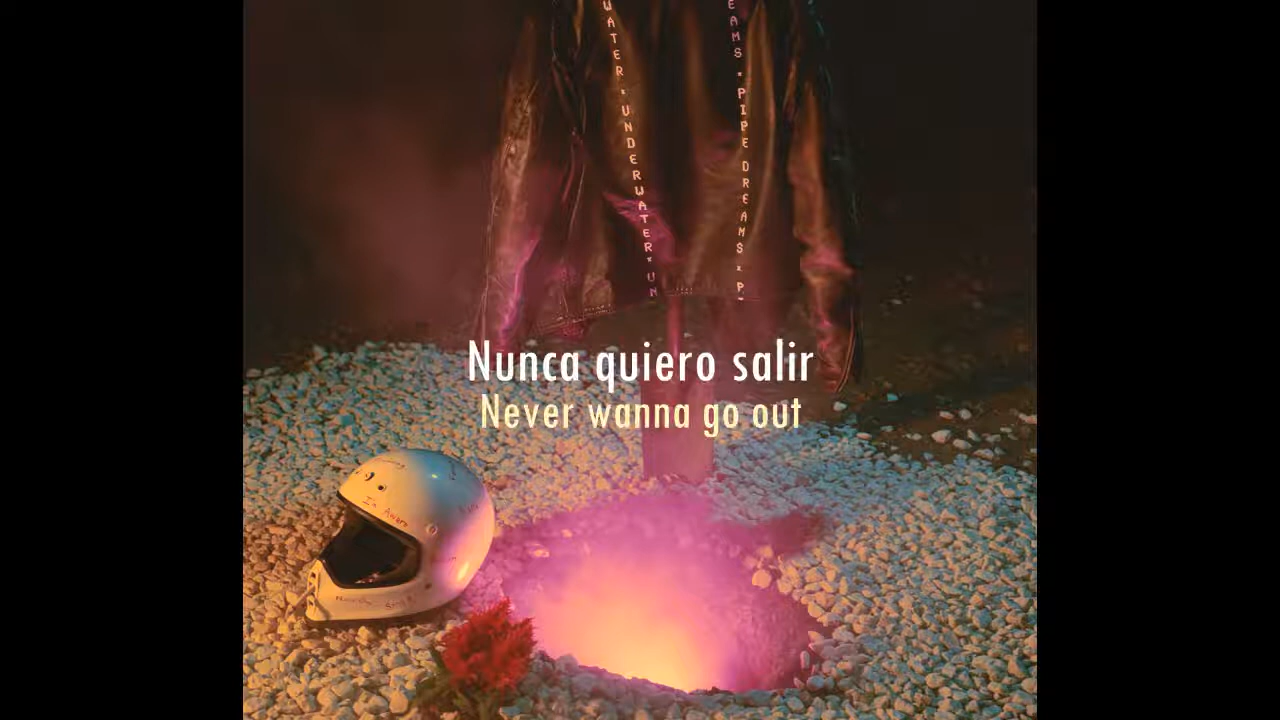 WATER * UNDERWATER * UN
EAMS * PIPE DREAMS * P
Nunca quiero salir
Never wanna go out